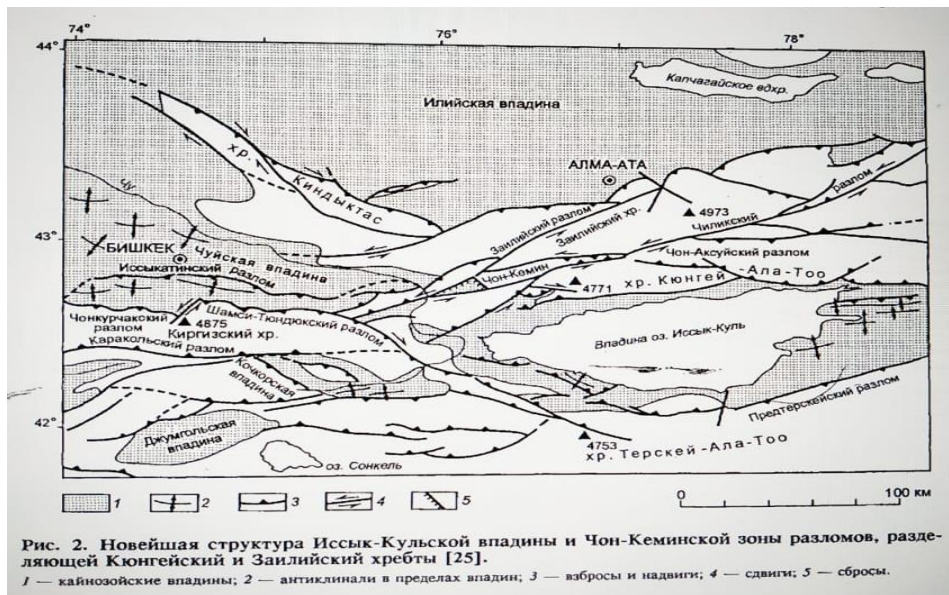 74°
76°
78°
44°
Капчагайское вдхр.
Илийская впадина
хр. Киндыктас
АЛМА-АТА
Заилийский разлом
Заилийский хр.
4973
Чиликский разлом
Чу
43°
БИШКЕК
Чуйская впадина
Иссыкатинский разлом
Чон-Кемин
Чон-Аксуйский разлом
4771
хр. Кюнгей-Ала-Тоо
Чонкурчакский
разлом
Шамси-Тюндюкский разлом
4875
Киргизский хр.
Каракольский разлом
Впадина оз. Иссык-Куль
Кочкорская
впадина
Предтерскейский разлом
42°
Джумгольская
впадина
4753
хр. Терскей-Ала-Тоо
оз. Сонкель
1 2 3 4 5
0 100 км
Рис. 2. Новейшая структура Иссык-Кульской впадины и Чон-Кеминской зоны разломов, разде-
ляющей Кюнгейский и Заилийский хребты [25].
1 — кайнозойские впадины; 2 — антиклинали в пределах впадин; 3 — взбросы и надвиги; 4 — сдвиги; 5 — сбросы.